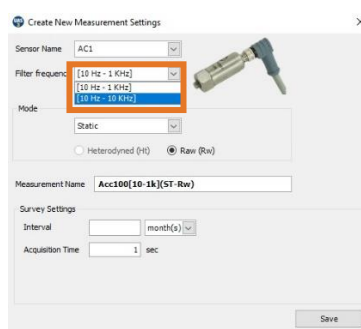 Create New Measurement Settings
Sensor Name AC1
Filter frequenc [10 Hz - 1 KHz]
[10 Hz - 1 KHz]
[10 Hz - 10 KHz]
Mode
Static
Heterodyned (Ht) Raw (Rw)
Measurement Name Acc100[10-1k](ST-Rw)
Survey Settings
Interval month(s)
Acquisition Time 1 sec
Save